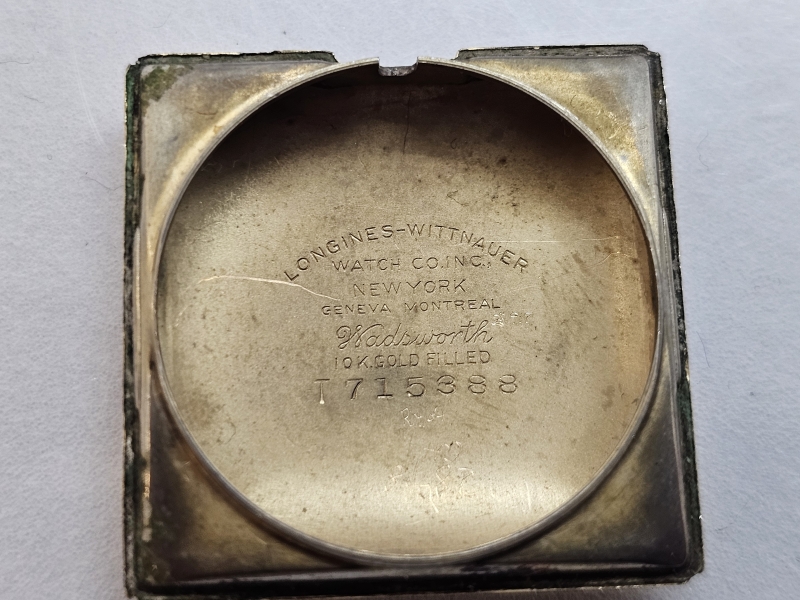 LONGINES-WITTNAUER
WATCH CO.INC.,
NEW YORK
GENEVA MONTREAL
Wadsworth
10K.GOLD FILLED
T715388